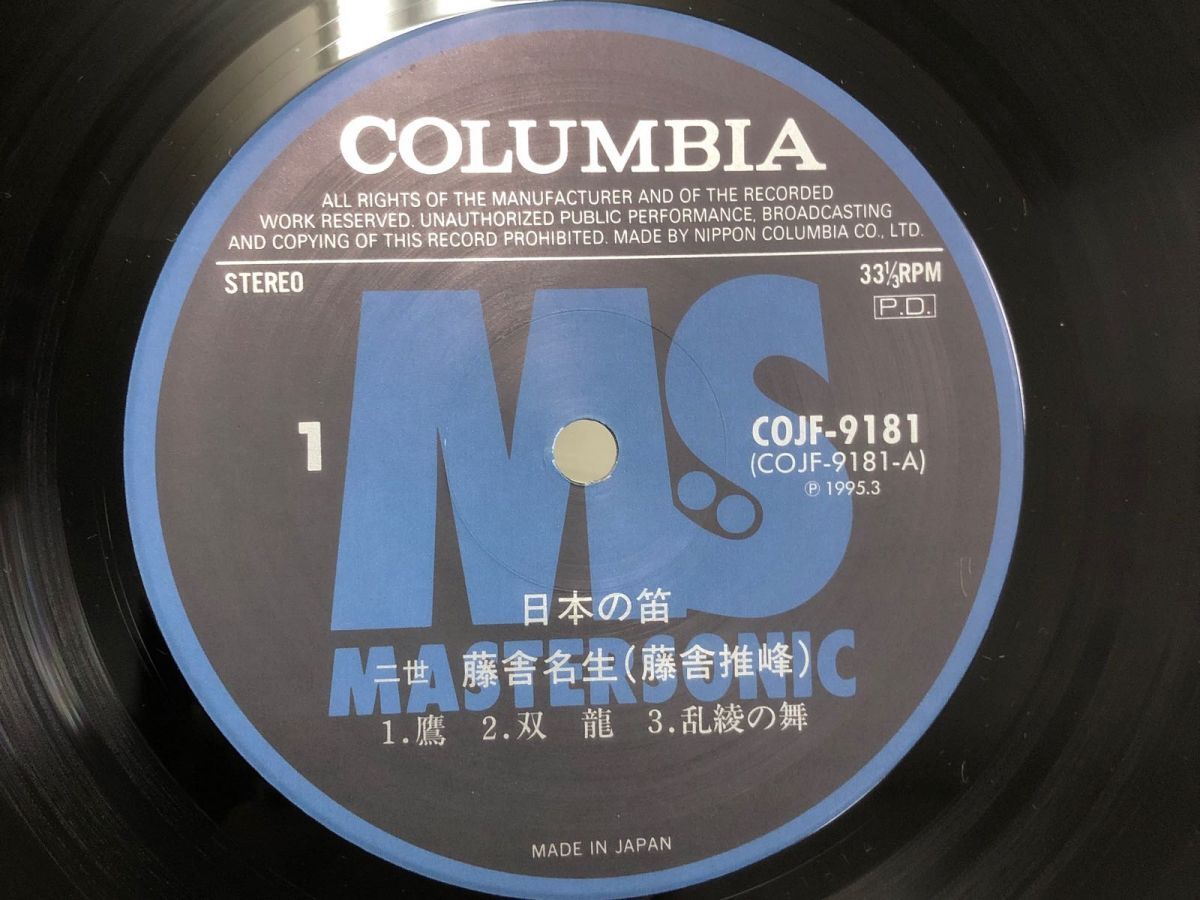 COLUMBIA
ALL RIGHTS OF THE MANUFACTURER AND OF THE RECORDED
WORK RESERVED. UNAUTHORIZED PUBLIC PERFORMANCE, BROADCASTING
AND COPYING OF THIS RECORD PROHIBITED. MADE BY NIPPON COLUMBIA CO., LTD.
STEREO
33⅓RPM
P.D.
MS
1
COJF-9181
(COJF-9181-A)
Ⓟ 1995.3
日本の笛
MASTERSONIC
二世 藤舎名生(藤舎推峰)
1.鷹 2.双 龍 3.乱綾の舞
MADE IN JAPAN